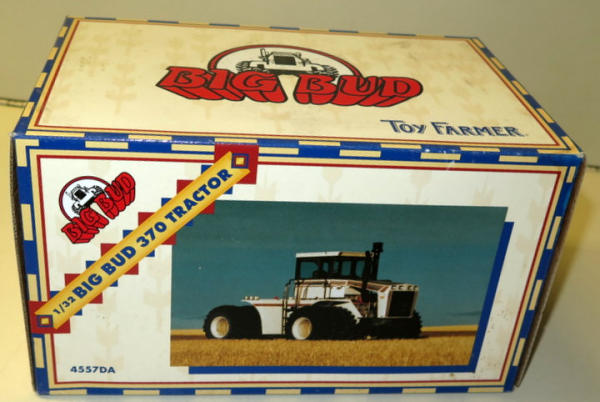 BIG BUD
TOY FARMER
BIG BUD
1/32 BIG BUD 370 TRACTOR
4557DA